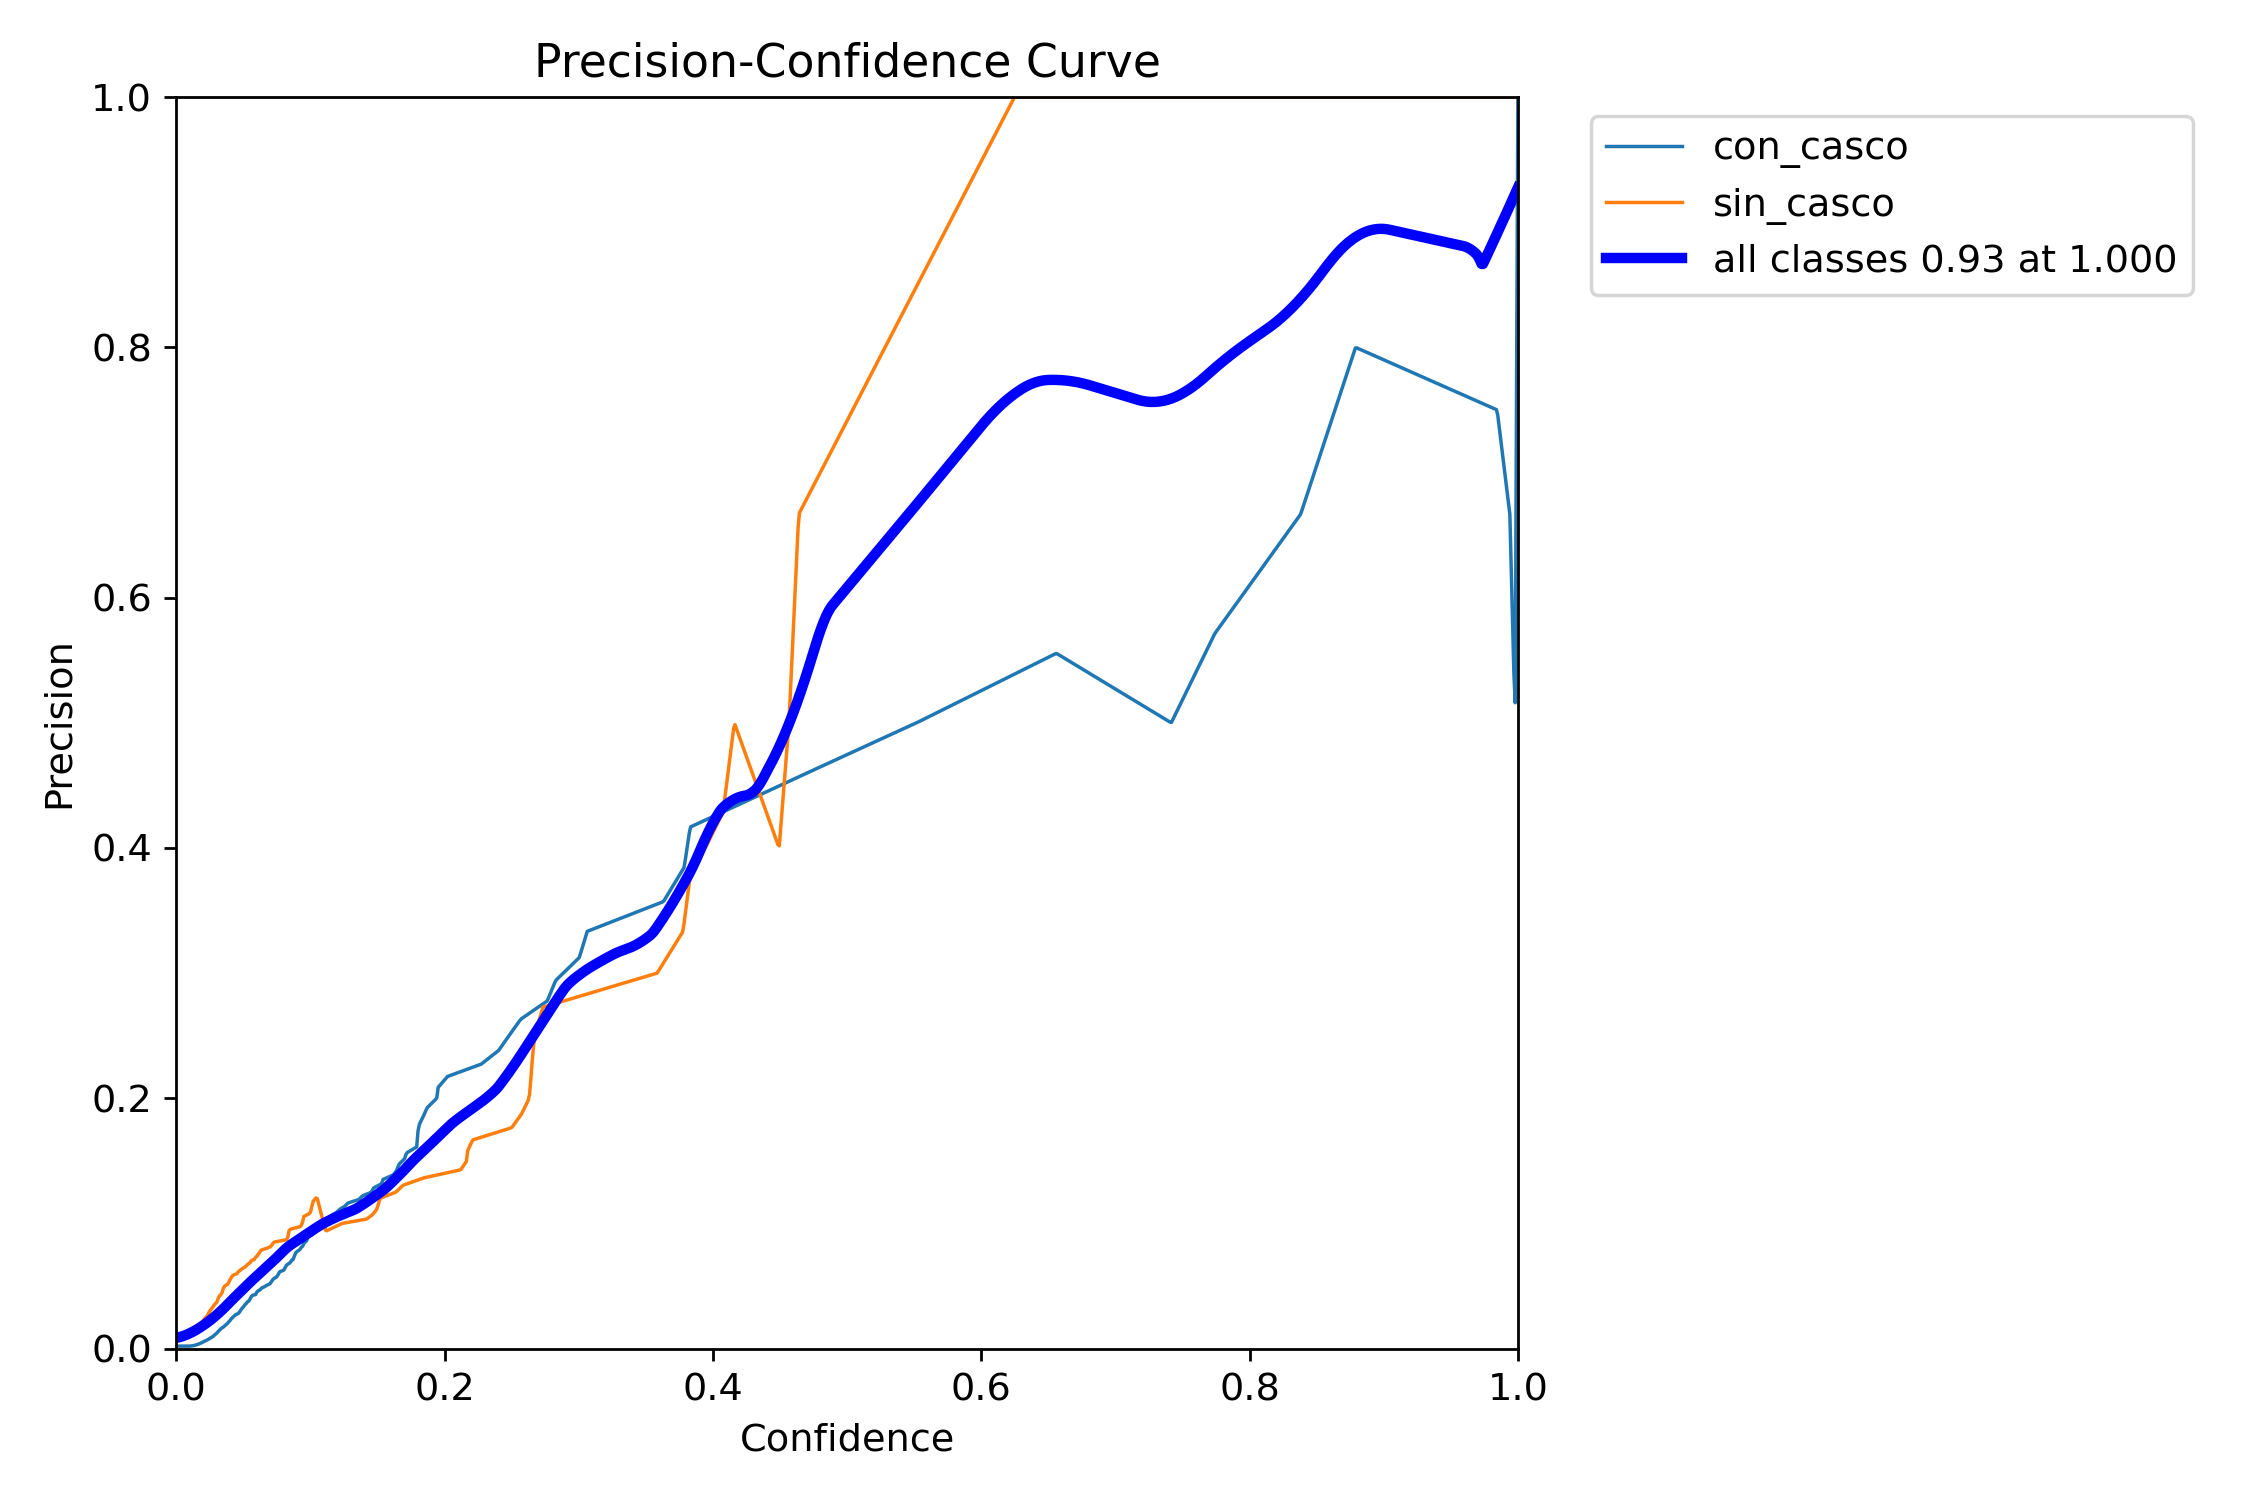 Precision-Confidence Curve
1.0
0.8
0.6
0.4
0.2
0.0
Precision
0.0 0.2 0.4 0.6 0.8 1.0
Confidence
con_casco
sin_casco
all classes 0.93 at 1.000